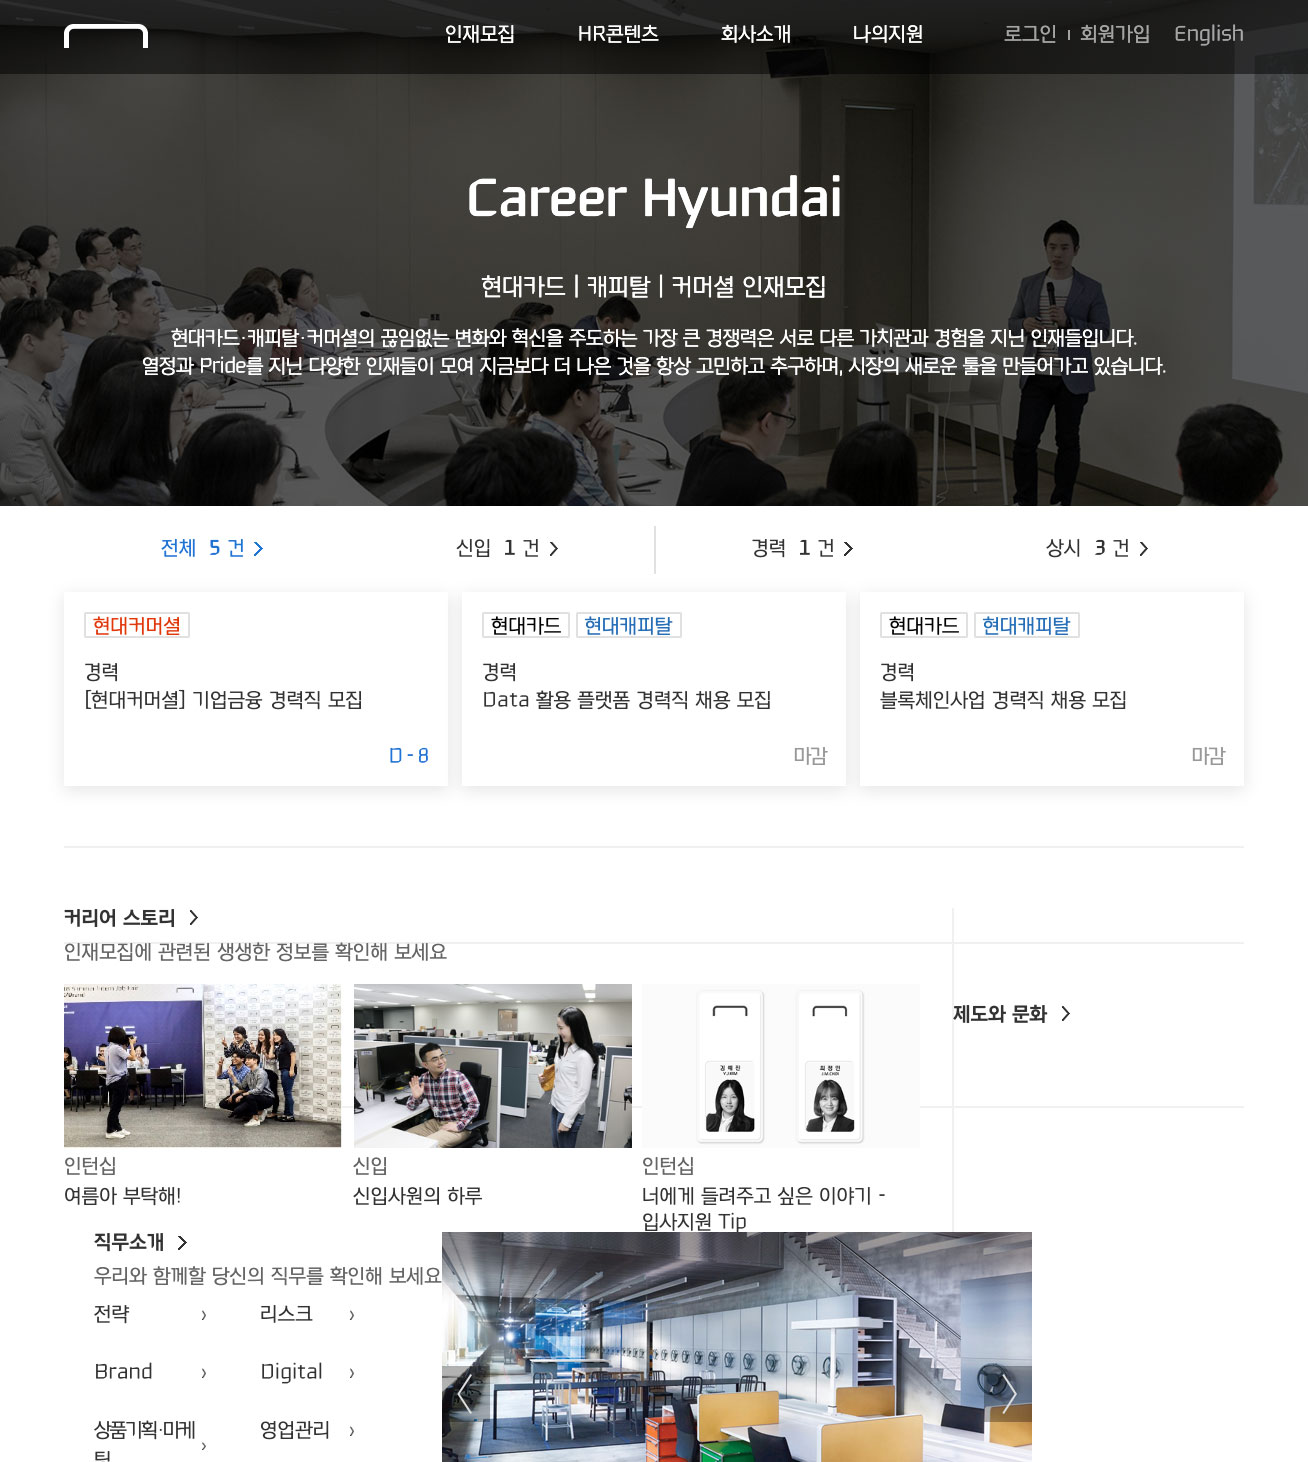 인재모집
HR콘텐츠
회사소개
나의지원
로그인
회원가입
English
Career Hyundai
현대카드 | 캐피탈 | 커머셜 인재모집
현대카드·캐피탈·커머셜의 끊임없는 변화와 혁신을 주도하는 가장 큰 경쟁력은 서로 다른 가치관과 경험을 지닌 인재들입니다.
열정과 Pride를 지닌 다양한 인재들이 모여 지금보다 더 나은 것을 항상 고민하고 추구하며, 시장의 새로운 툴을 만들어가고 있습니다.
전체 5 건
신입 1 건
경력 1 건
상시 3 건
현대커머셜
경력
[현대커머셜] 기업금융 경력직 모집
D - 8
현대카드 현대캐피탈
경력
Data 활용 플랫폼 경력직 채용 모집
마감
현대카드 현대캐피탈
경력
블록체인사업 경력직 채용 모집
마감
커리어 스토리
인재모집에 관련된 생생한 정보를 확인해 보세요
인턴십
여름아 부탁해!
신입
신입사원의 하루
김예진
Y.J.KIM
최정인
J.I.CHOI
인턴십
너에게 들려주고 싶은 이야기 -
입사지원 Tip
제도와 문화
직무소개
우리와 함께할 당신의 직무를 확인해 보세요
전략
리스크
Brand
Digital
상품기획·마케
팅
영업관리